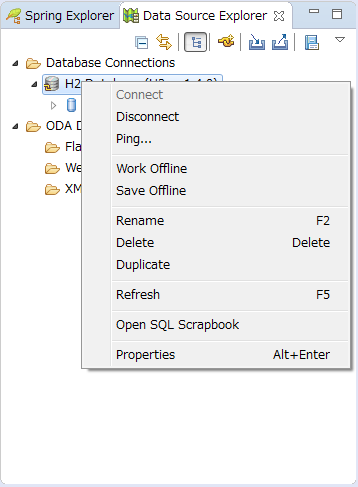 Spring Explorer
Data Source Explorer
Database Connections
Connect
Disconnect
Ping...
Work Offline
Save Offline
Rename F2
Delete Delete
Duplicate
Refresh F5
Open SQL Scrapbook
Properties Alt+Enter
ODA